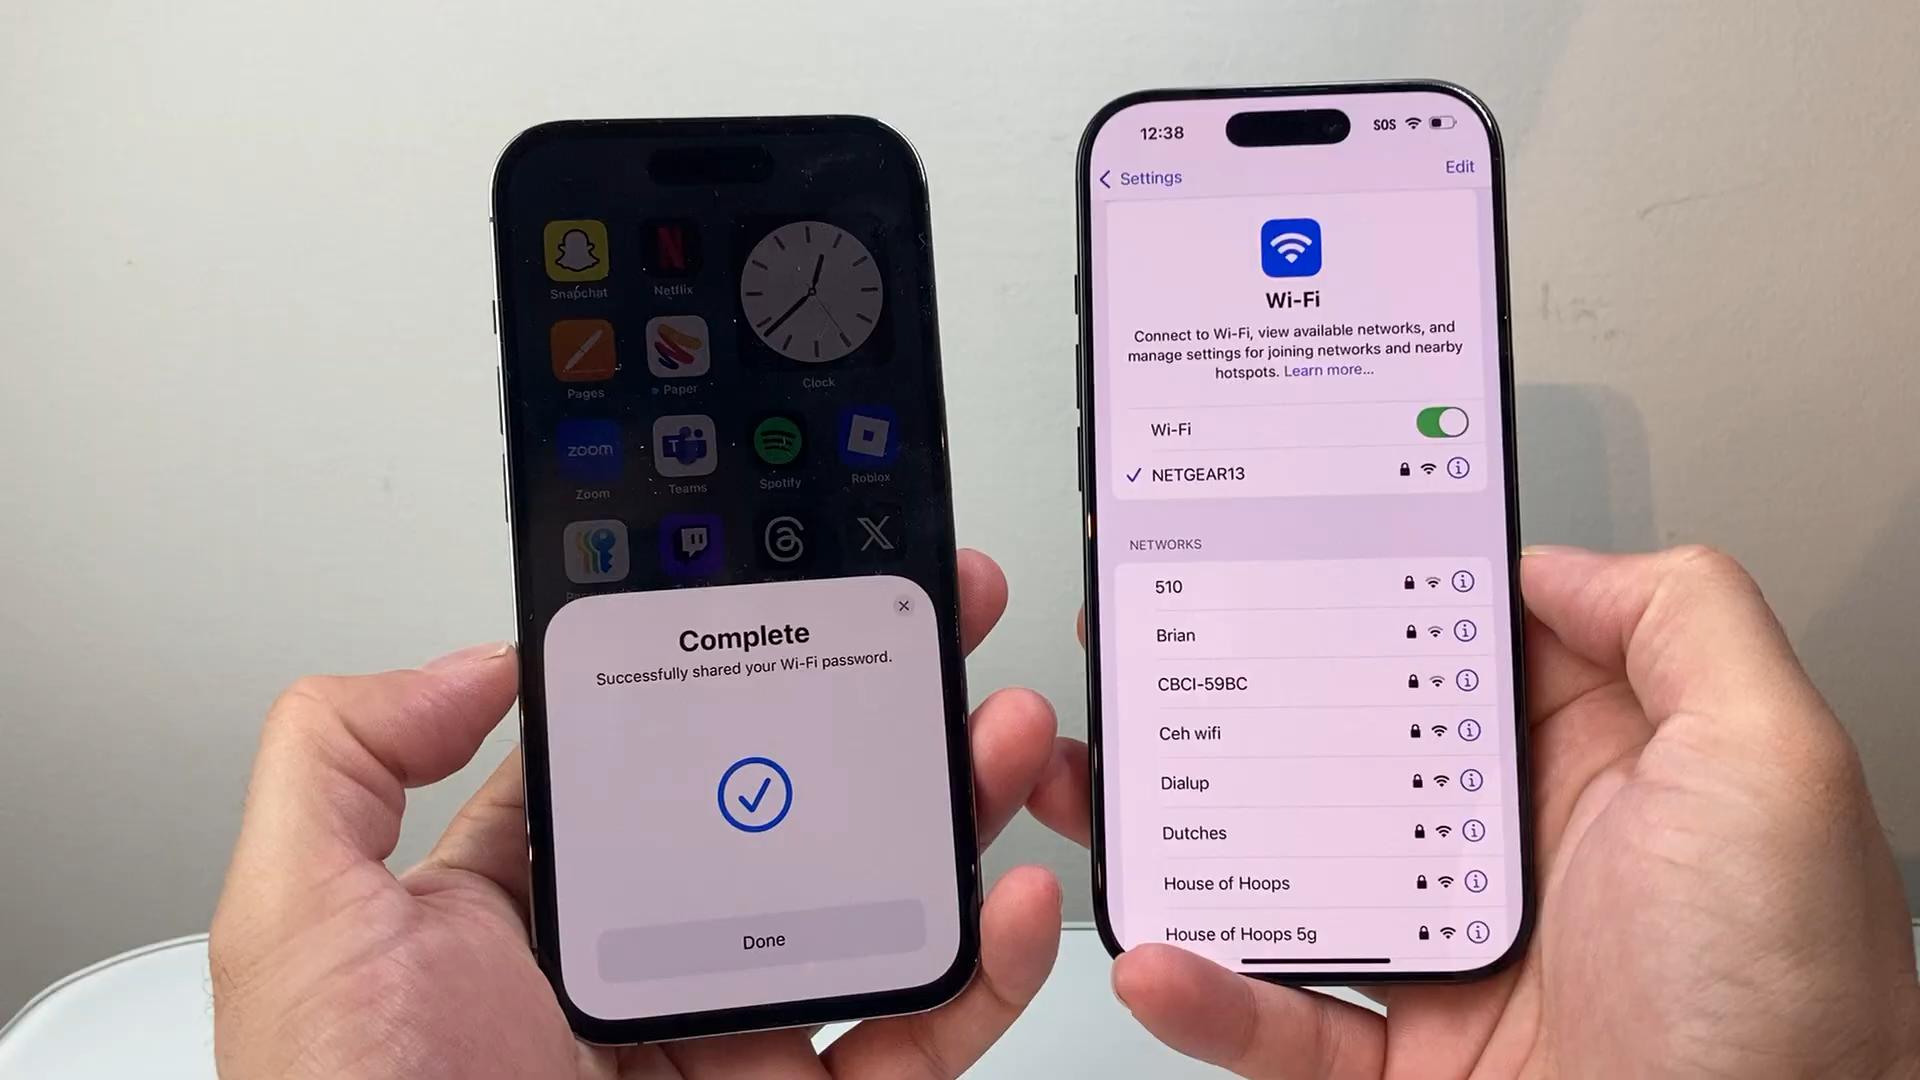 Snapchat
Netflix
Pages
Paper
Clock
zoom
Zoom
Teams
Spotify
Roblox
Complete
Successfully shared your Wi-Fi password.
Done
12:38
SOS
Settings
Edit
Wi-Fi
Connect to Wi-Fi, view available networks, and
manage settings for joining networks and nearby
hotspots. Learn more...
Wi-Fi
NETGEAR13
NETWORKS
510
Brian
CBCI-59BC
Ceh wifi
Dialup
Dutches
House of Hoops
House of Hoops 5g